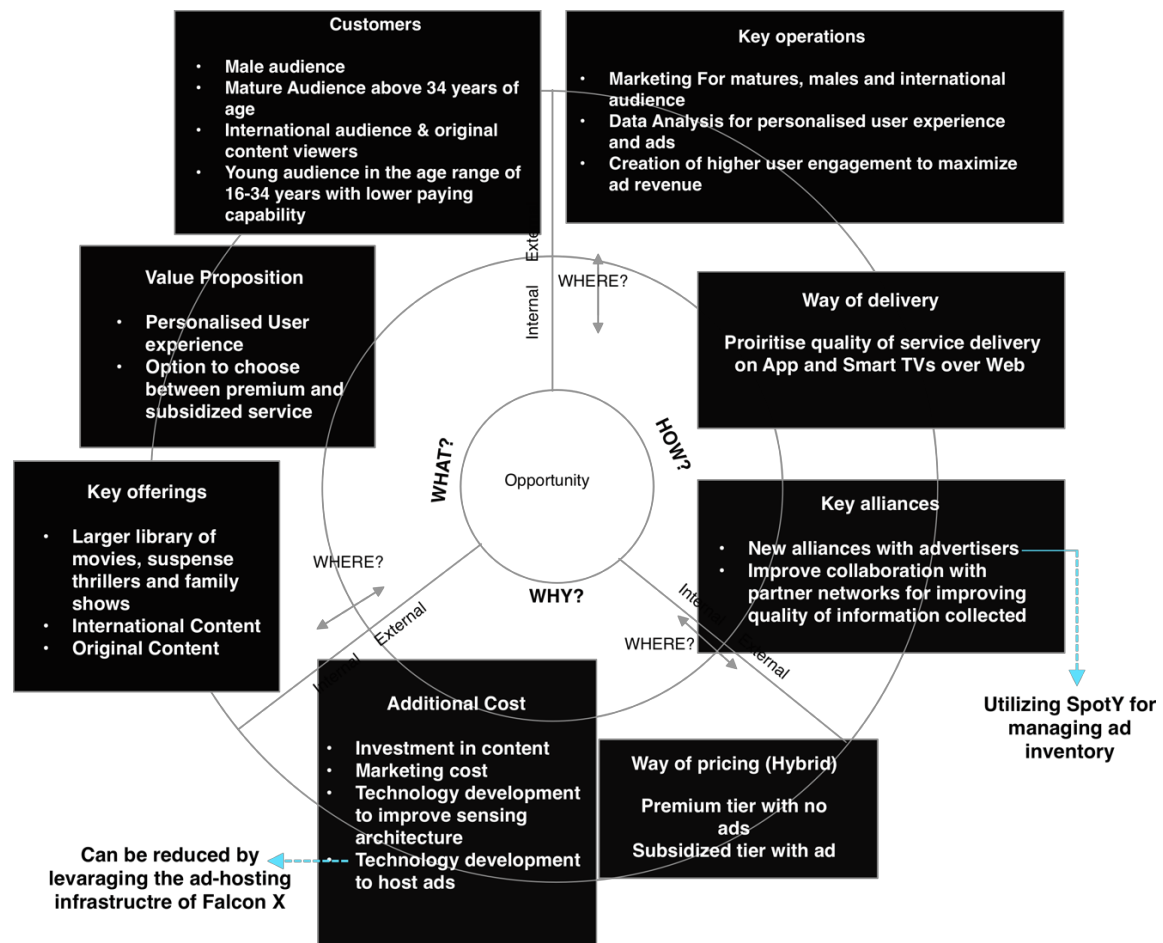 Customers
• Male audience
• Mature Audience above 34 years of
age
• International audience & original
content viewers
• Young audience in the age range of
16-34 years with lower paying
capability
Key operations
• Marketing For matures, males and international
audience
• Data Analysis for personalised user experience
and ads
• Creation of higher user engagement to maximize
ad revenue
Value Proposition
• Personalised User
experience
• Option to choose
between premium and
subsidized service
Exte
Internal
WHERE?
Way of delivery
Proiritise quality of service delivery
on App and Smart TVs over Web
WHAT?
Opportunity
HOW?
WHY?
Key offerings
• Larger library of
movies, suspense
thrillers and family
shows
• International Content
• Original Content
WHERE?
Internal
External
Key alliances
• New alliances with advertisers
• Improve collaboration with
partner networks for improving
quality of information collected
Internal
External
WHERE?
Utilizing SpotY for
managing ad
inventory
Additional Cost
• Investment in content
• Marketing cost
• Technology development
to improve sensing
architecture
• Technology development
to host ads
Way of pricing (Hybrid)
Premium tier with no
ads
Subsidized tier with ad
Can be reduced by
levaraging the ad-hosting
infrastructre of Falcon X